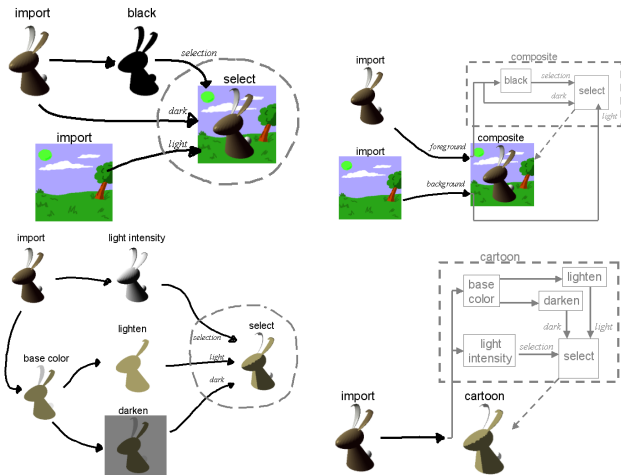 import
black
selection
select
dark
import
light
composite
import
black
selection
dark
select
light
foreground
composite
import
background
import
light intensity
selection
select
lighten
light
base color
dark
darken
cartoon
base
color
lighten
darken
dark
light
light
intensity
selection
select
import
cartoon